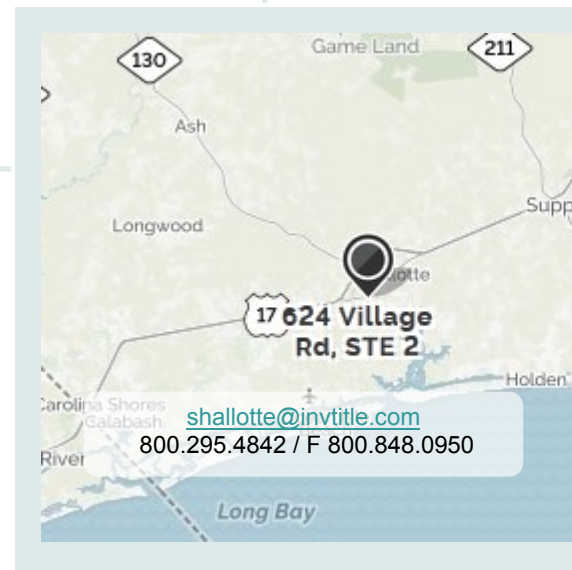 Game Land
130
211
Ash
Supp
Longwood
lotte
17
624 Village
Rd, STE 2
Holden
Carolina Shores
Calabash
shallotte@invtitle.com
800.295.4842 / F 800.848.0950
River
Long Bay